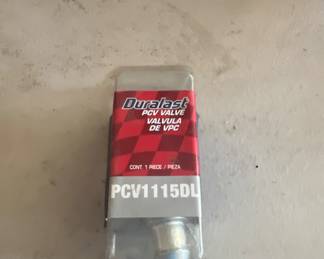 Duralast
PCV VALVE
VALVULA
DE VPC
CONT. 1 PIECE / PIEZA
PCV1115DL